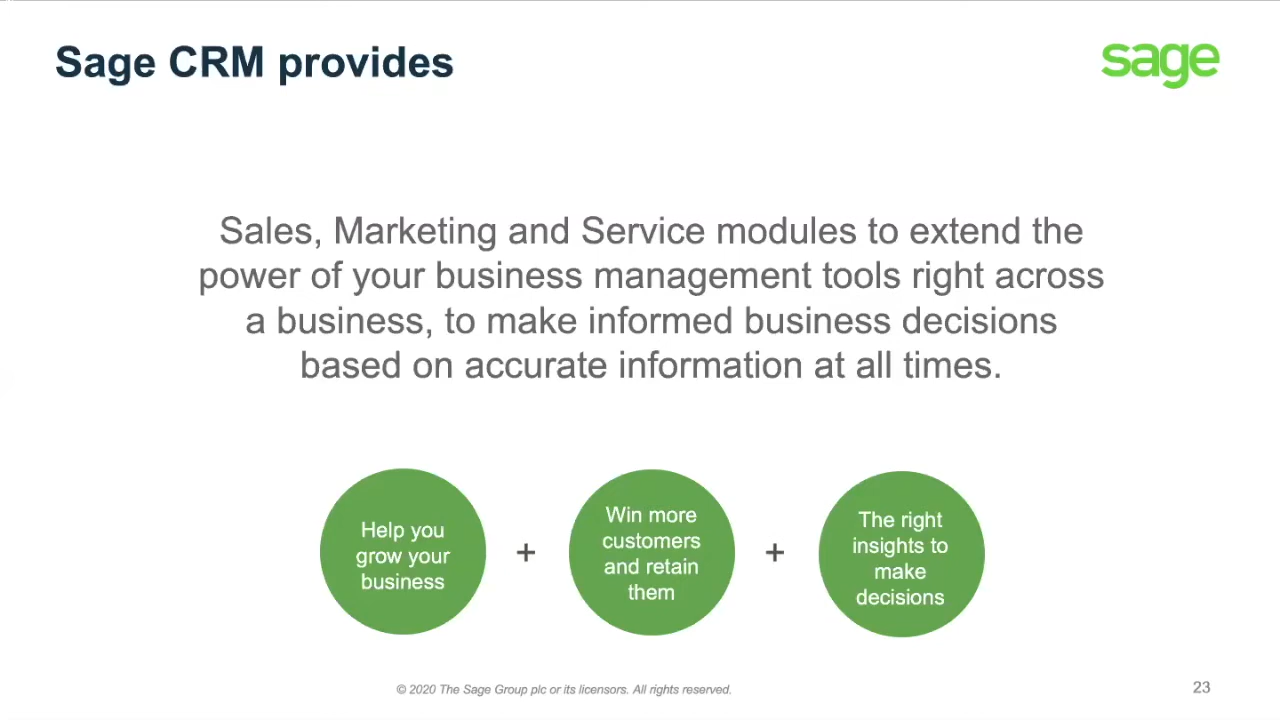 Sage CRM provides
sage
Sales, Marketing and Service modules to extend the
power of your business management tools right across
a business, to make informed business decisions
based on accurate information at all times.
Help you
grow your
business
+
Win more
customers
and retain
them
+
The right
insights to
make
decisions
© 2020 The Sage Group plc or its licensors. All rights reserved.
23